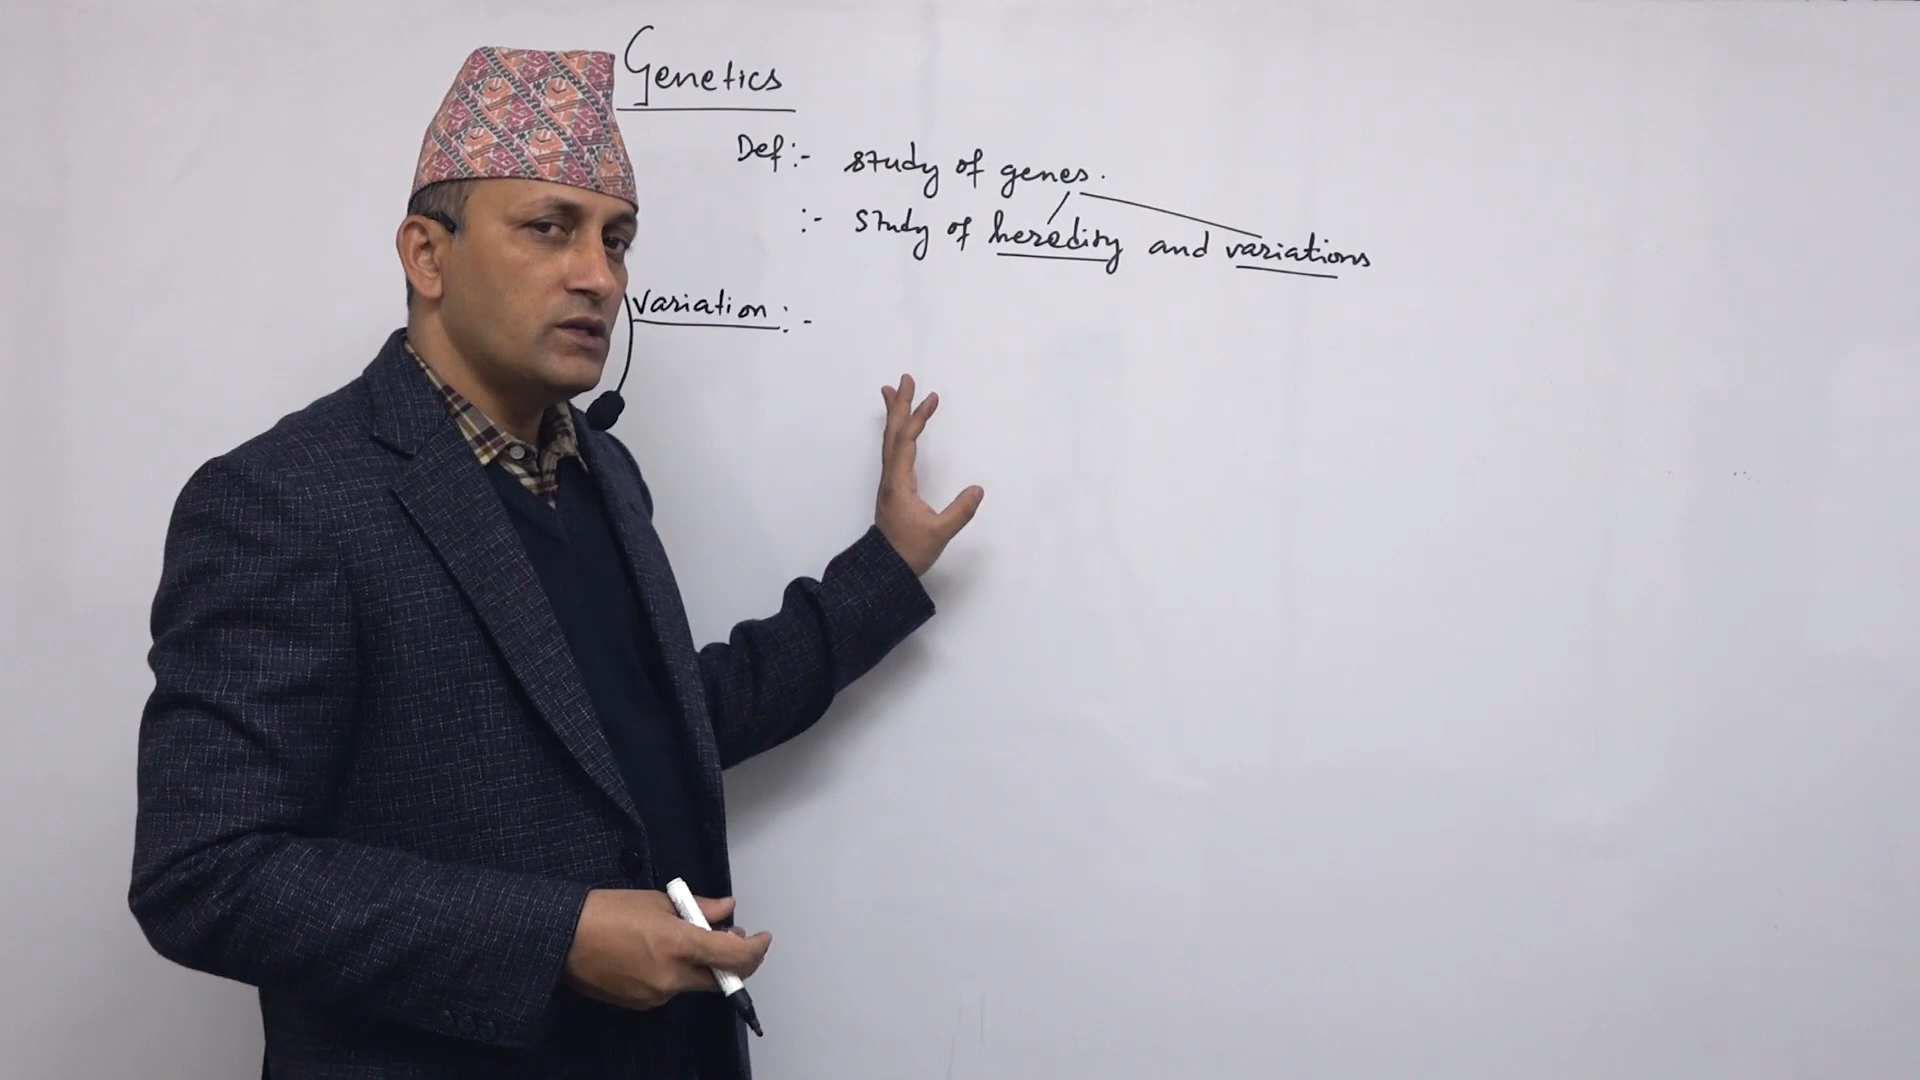 Genetics
Def:- study of genes.
:- study of heredity and variations
variation:-